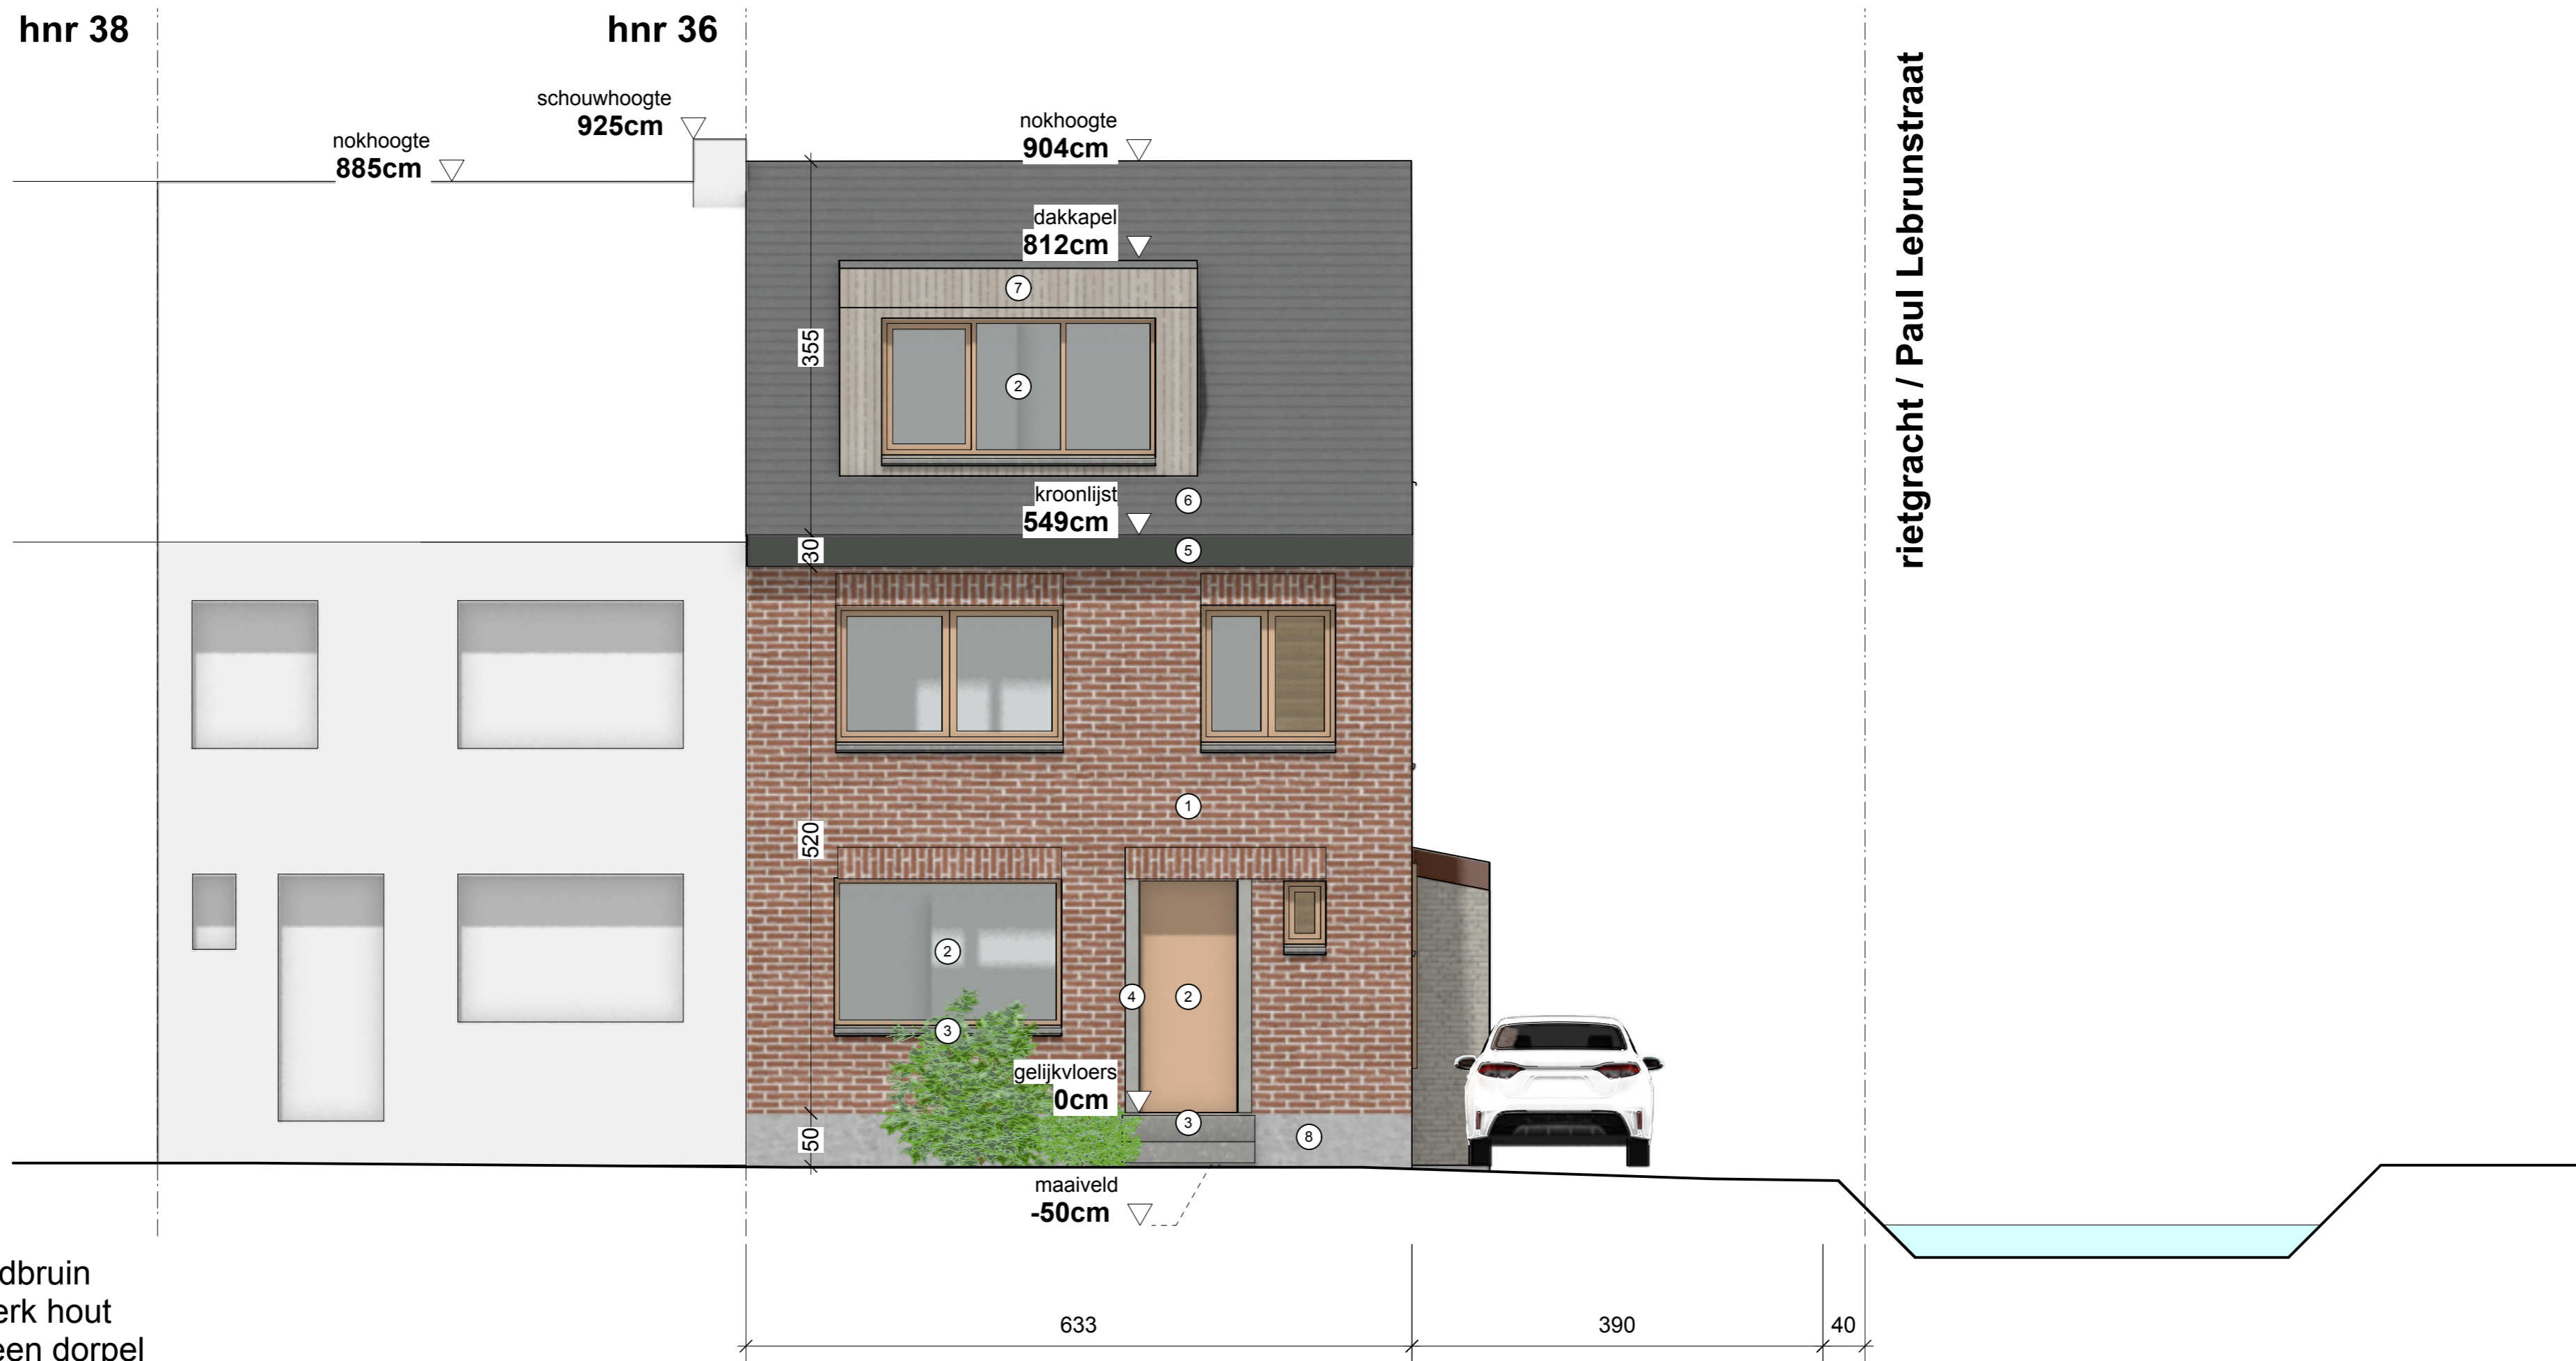 hnr 38
hnr 36
rietgracht / Paul Lebrunstraat
schouwhoogte
925cm
nokhoogte
885cm
nokhoogte
904cm
dakkapel
812cm
7
355
2
kroonlijst
549cm
6
30
5
1
520
2
4
2
3
gelijkvloers
0cm
3
50
8
maaiveld
-50cm
dbruin
erk hout
een dorpel
633
390
40